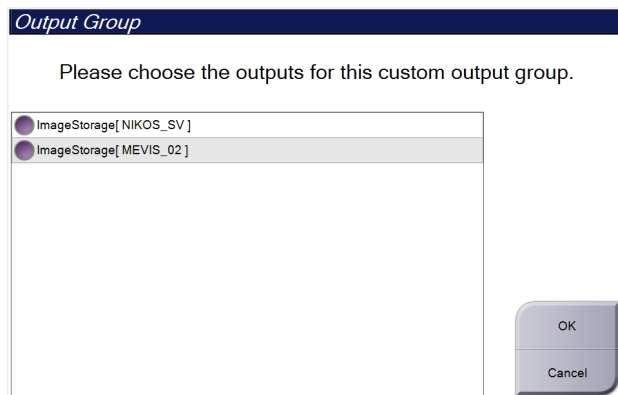 Output Group
Please choose the outputs for this custom output group.
ImageStorage[ NIKOS_SV ]
ImageStorage[ MEVIS_02 ]
OK
Cancel